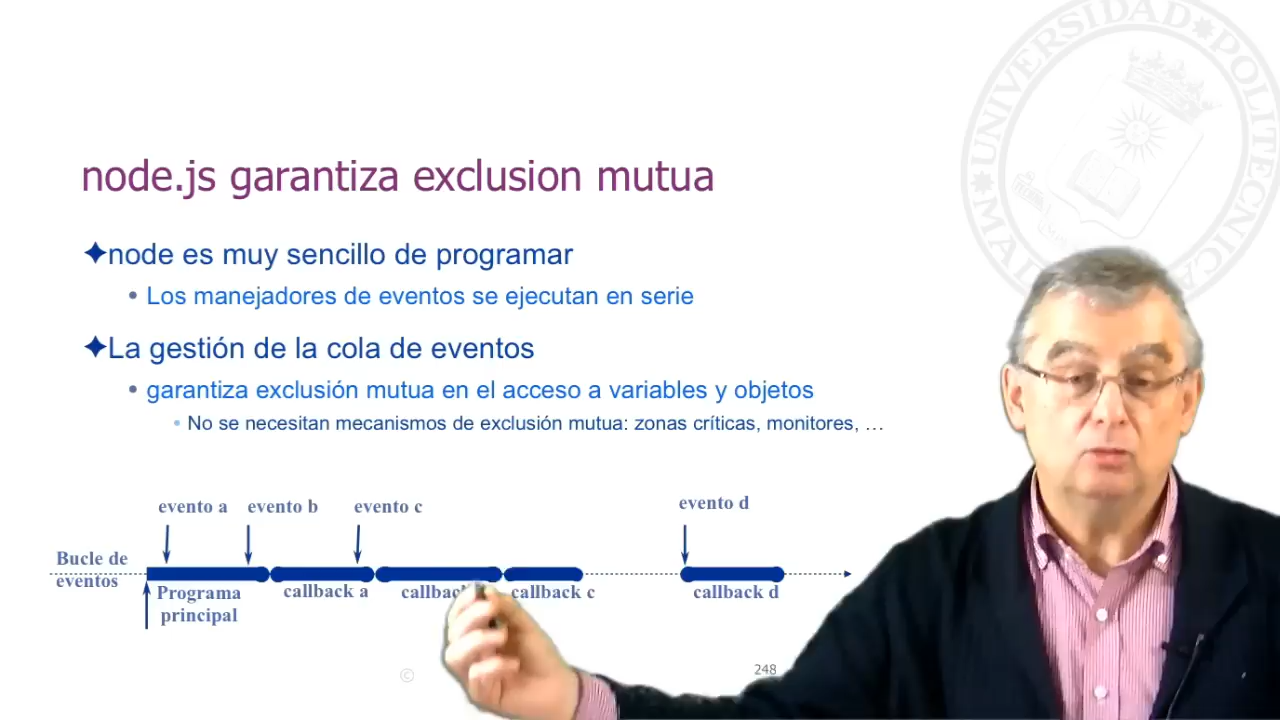 UNIVERSIDAD POLITECNICA
node.js garantiza exclusion mutua
node es muy sencillo de programar
Los manejadores de eventos se ejecutan en serie
La gestión de la cola de eventos
garantiza exclusión mutua en el acceso a variables y objetos
No se necesitan mecanismos de exclusión mutua: zonas críticas, monitores, …
evento a evento b evento c evento d
Bucle de
eventos
Programa
principal
callback a
callback c
callback d
© 248